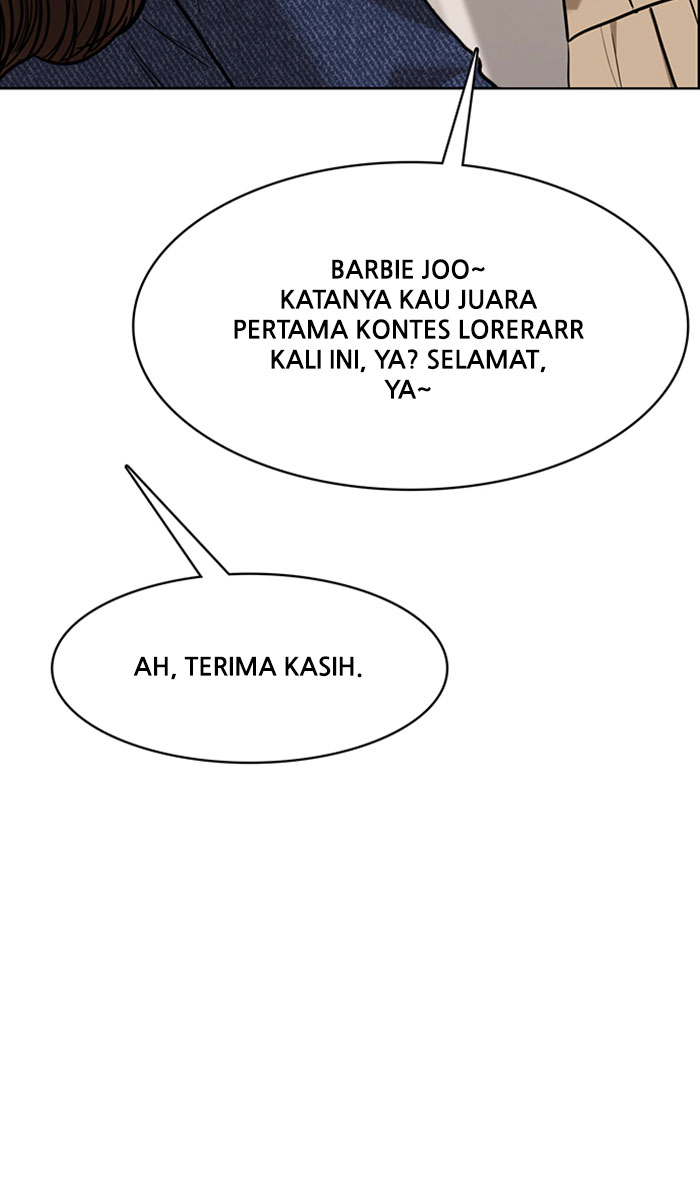 BARBIE JOO~
KATANYA KAU JUARA
PERTAMA KONTES LORERARR
KALI INI, YA? SELAMAT,
YA~
AH, TERIMA KASIH.